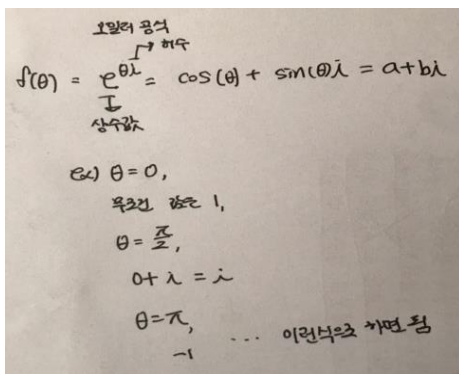 오일러 공식
→ 허수
f(θ) = e^{θi} = cos(θ) + sin(θ)i = a+bi
상수값
ex) θ = 0,
무조건 값은 1,
θ = π/2,
0 + i = i
θ = π,
-1 ... 이런식으로 하면 됨